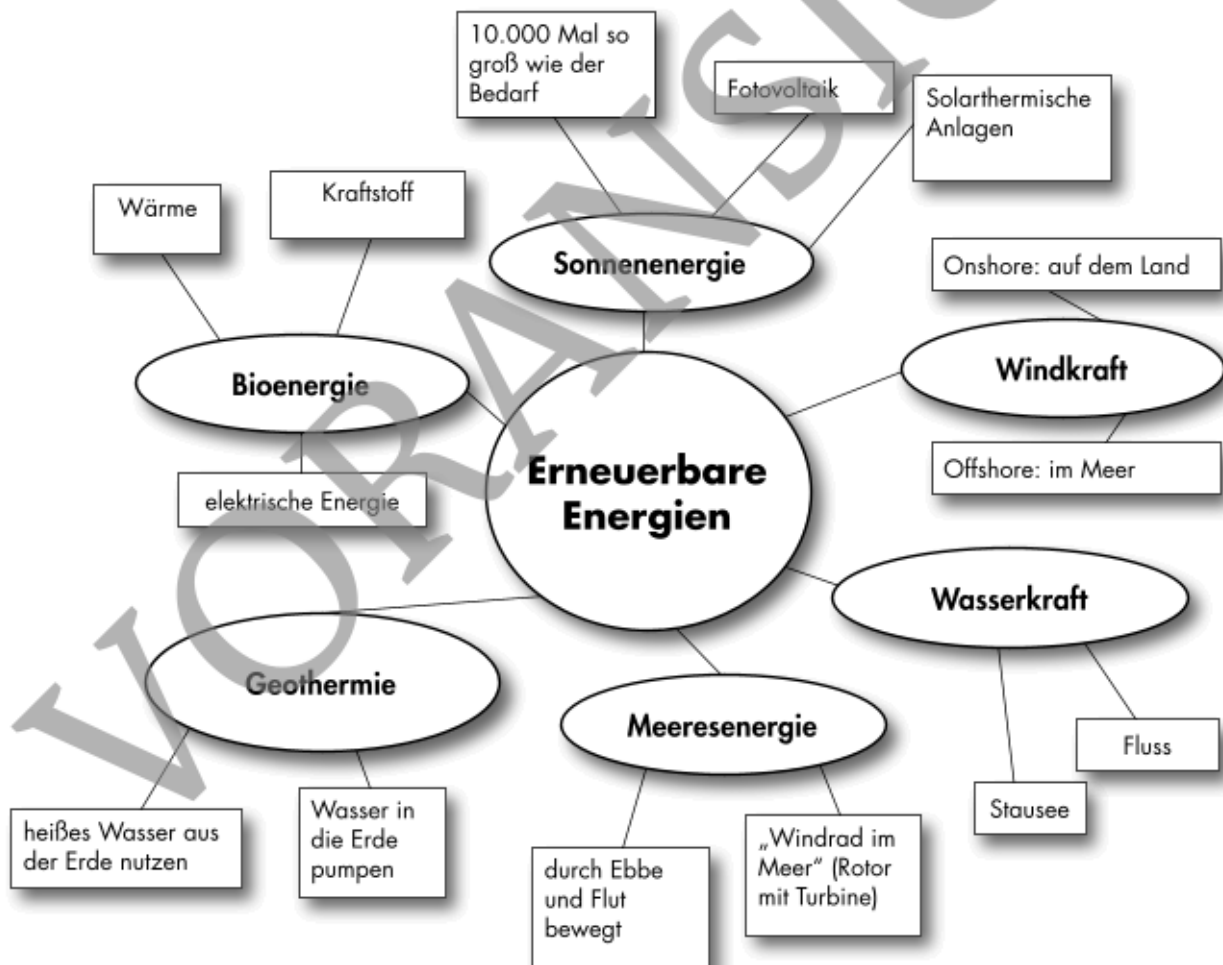 10.000 Mal so
groß wie der
Bedarf
Fotovoltaik
Solarthermische
Anlagen
Wärme
Kraftstoff
Sonnenenergie
Onshore: auf dem Land
Bioenergie
Windkraft
elektrische Energie
Erneuerbare
Energien
Offshore: im Meer
Wasserkraft
Geothermie
Meeresenergie
Fluss
Stausee
heißes Wasser aus
der Erde nutzen
Wasser in
die Erde
pumpen
durch Ebbe
und Flut
bewegt
„Windrad im
Meer“ (Rotor
mit Turbine)
VORANSIC